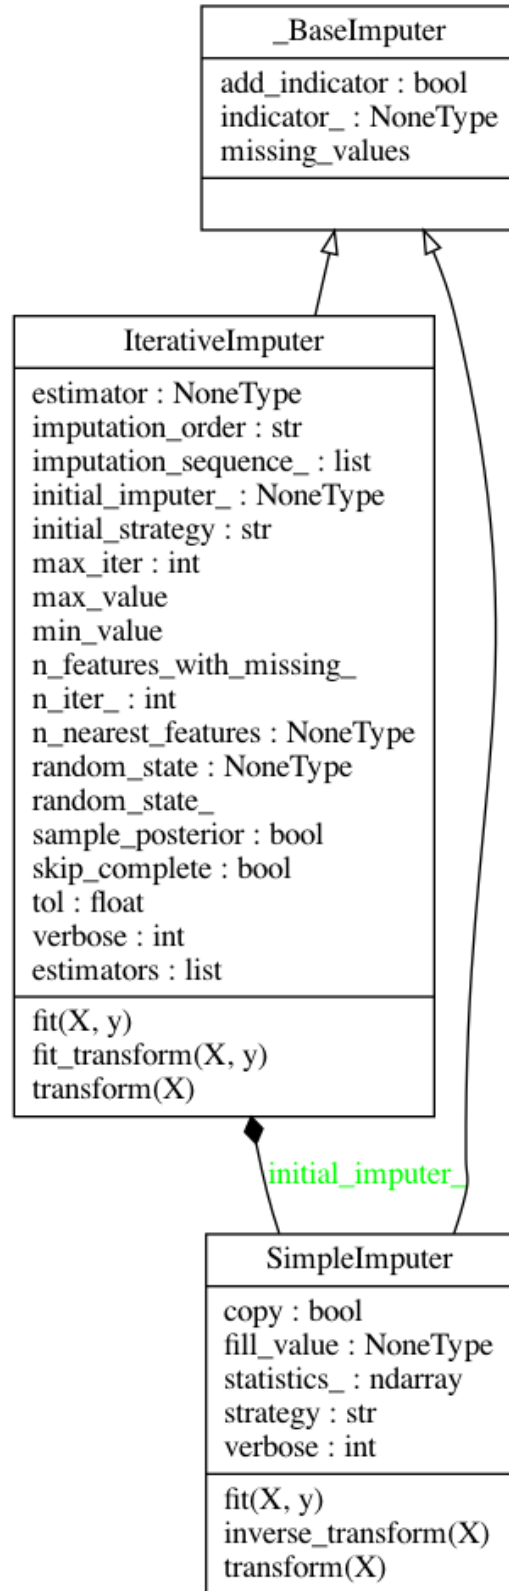 _BaseImputer
add_indicator : bool
indicator_ : NoneType
missing_values
IterativeImputer
estimator : NoneType
imputation_order : str
imputation_sequence_ : list
initial_imputer_ : NoneType
initial_strategy : str
max_iter : int
max_value
min_value
n_features_with_missing_
n_iter_ : int
n_nearest_features : NoneType
random_state : NoneType
random_state_
sample_posterior : bool
skip_complete : bool
tol : float
verbose : int
estimators : list
fit(X, y)
fit_transform(X, y)
transform(X)
initial_imputer_
SimpleImputer
copy : bool
fill_value : NoneType
statistics_ : ndarray
strategy : str
verbose : int
fit(X, y)
inverse_transform(X)
transform(X)